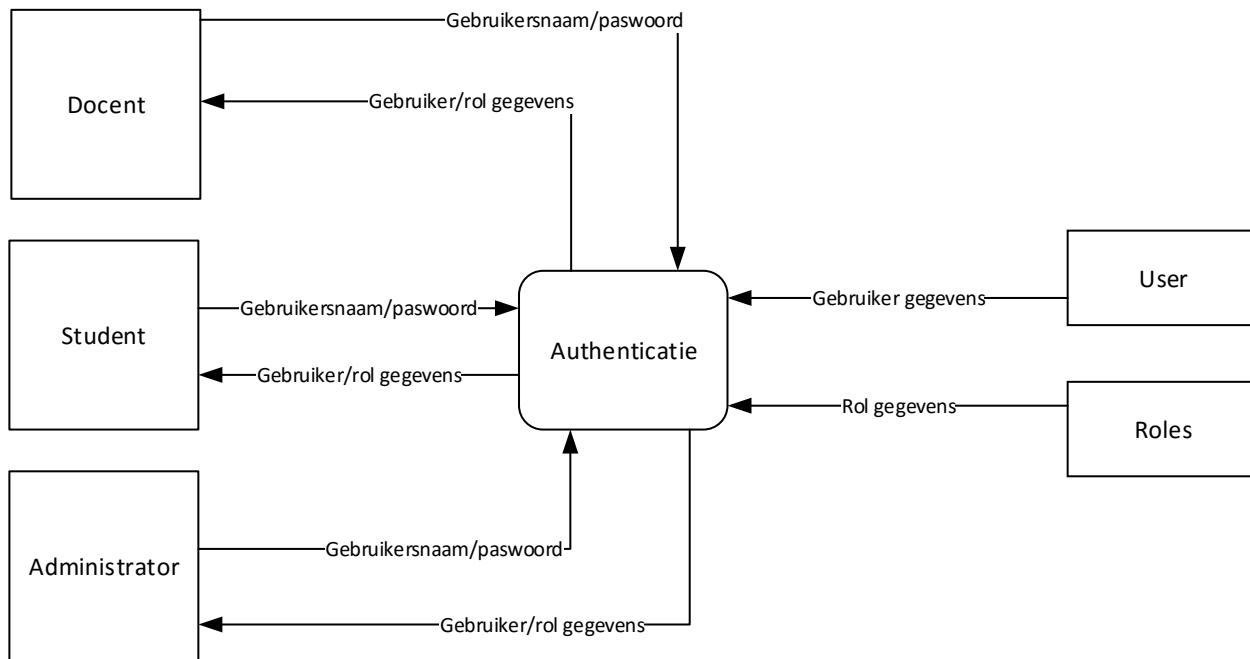 Gebruikersnaam/paswoord
Docent
Gebruiker/rol gegevens
User
Gebruiker gegevens
Gebruikersnaam/paswoord
Student
Authenticatie
Gebruiker/rol gegevens
Rol gegevens
Roles
Gebruikersnaam/paswoord
Administrator
Gebruiker/rol gegevens